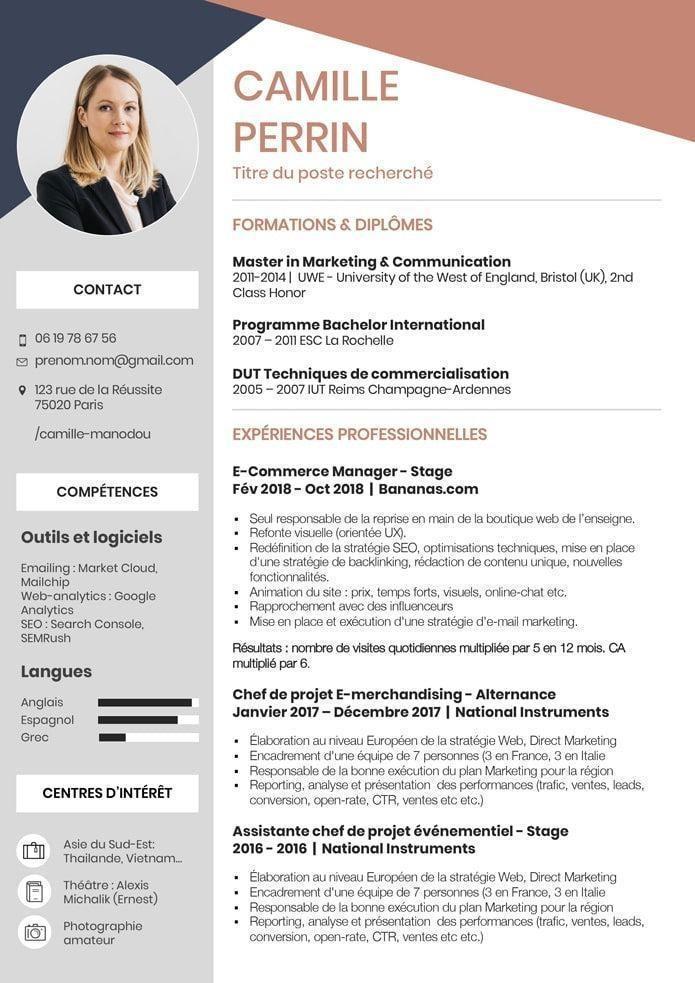 CAMILLE
PERRIN
Titre du poste recherché
CONTACT
06 19 78 67 56
prenom.nom@gmail.com
123 rue de la Réussite
75020 Paris
/camille-manodou
COMPÉTENCES
Outils et logiciels
Emailing : Market Cloud,
Mailchip
Web-analytics : Google
Analytics
SEO : Search Console,
SEMRush
Langues
Anglais
Espagnol
Grec
CENTRES D'INTÉRÊT
Asie du Sud-Est:
Thailande, Vietnam...
Théâtre : Alexis
Michalik (Ernest)
Photographie
amateur
FORMATIONS & DIPLÔMES
Master in Marketing & Communication
2011-2014 | UWE - University of the West of England, Bristol (UK), 2nd
Class Honor
Programme Bachelor International
2007 – 2011 ESC La Rochelle
DUT Techniques de commercialisation
2005 – 2007 IUT Reims Champagne-Ardennes
EXPÉRIENCES PROFESSIONNELLES
E-Commerce Manager - Stage
Fév 2018 - Oct 2018 | Bananas.com
▪ Seul responsable de la reprise en main de la boutique web de l'enseigne.
▪ Refonte visuelle (orientée UX).
▪ Redéfinition de la stratégie SEO, optimisations techniques, mise en place
d'une stratégie de backlinking, rédaction de contenu unique, nouvelles
fonctionnalités.
▪ Animation du site : prix, temps forts, visuels, online-chat etc.
▪ Rapprochement avec des influenceurs
▪ Mise en place et exécution d'une stratégie d'e-mail marketing.
Résultats : nombre de visites quotidiennes multipliée par 5 en 12 mois. CA
multiplié par 6.
Chef de projet E-merchandising - Alternance
Janvier 2017 – Décembre 2017 | National Instruments
▪ Élaboration au niveau Européen de la stratégie Web, Direct Marketing
▪ Encadrement d'une équipe de 7 personnes (3 en France, 3 en Italie
▪ Responsable de la bonne exécution du plan Marketing pour la région
▪ Reporting, analyse et présentation des performances (trafic, ventes, leads,
conversion, open-rate, CTR, ventes etc etc.)
Assistante chef de projet événementiel - Stage
2016 - 2016 | National Instruments
▪ Élaboration au niveau Européen de la stratégie Web, Direct Marketing
▪ Encadrement d'une équipe de 7 personnes (3 en France, 3 en Italie
▪ Responsable de la bonne exécution du plan Marketing pour la région
▪ Reporting, analyse et présentation des performances (trafic, ventes, leads,
conversion, open-rate, CTR, ventes etc etc.)